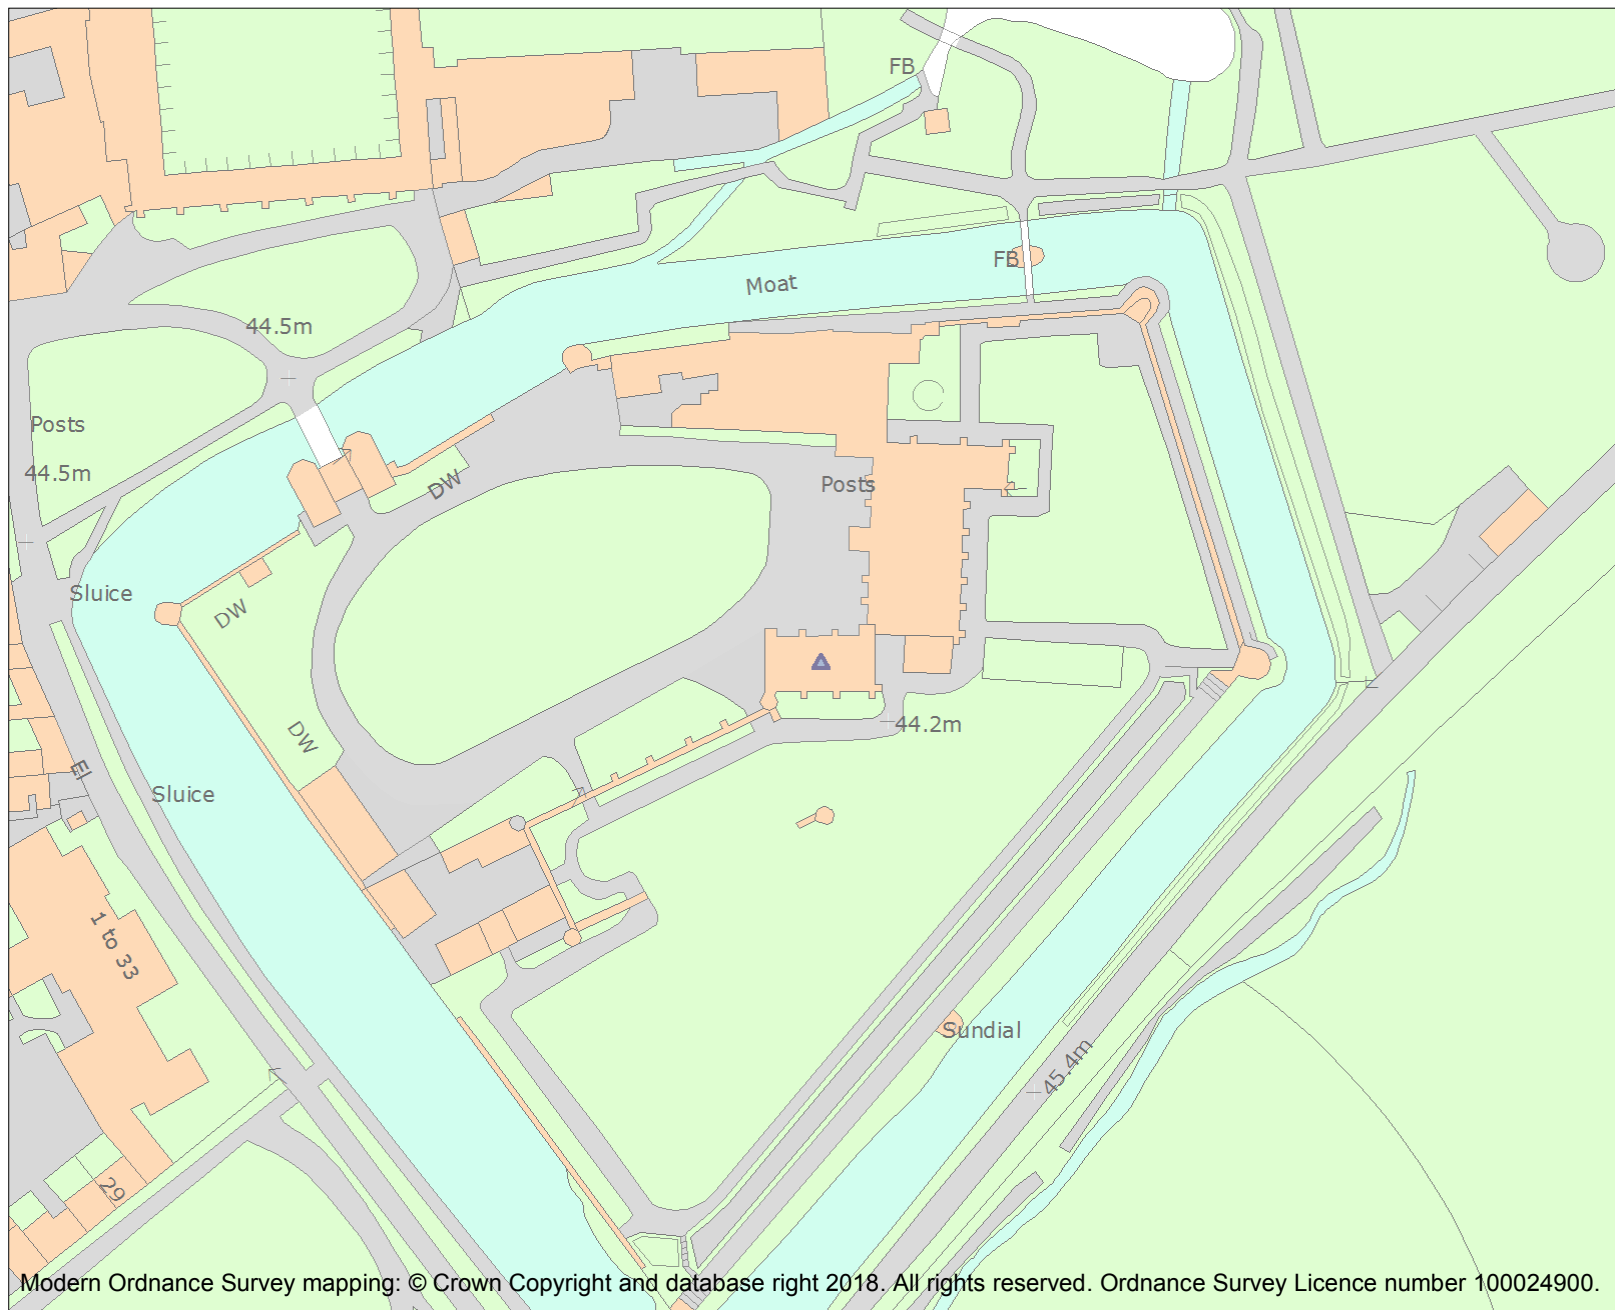 FB
FB
Moat
44.5m
Posts
44.5m
DW
Posts
Sluice
DW
44.2m
DW
El
Sluice
1 to 33
Sundial
45.4m
29
Modern Ordnance Survey mapping: © Crown Copyright and database right 2018. All rights reserved. Ordnance Survey Licence number 100024900.